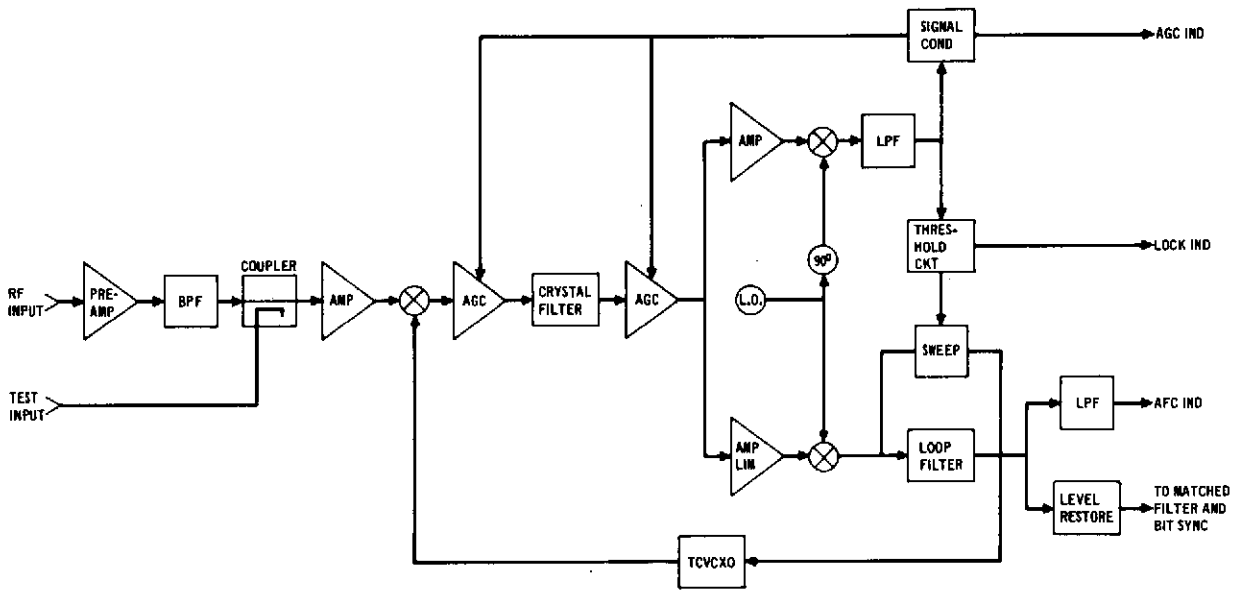 SIGNAL
COND
AGC IND
AMP
LPF
THRES-
HOLD
CKT
LOCK IND
COUPLER
RF
INPUT
PRE-
AMP
BPF
AMP
AGC
CRYSTAL
FILTER
AGC
L.O.
90º
SWEEP
TEST
INPUT
LPF
AFC IND
AMP
LIM
LOOP
FILTER
LEVEL
RESTORE
TO MATCHED
FILTER AND
BIT SYNC
TCVCXO